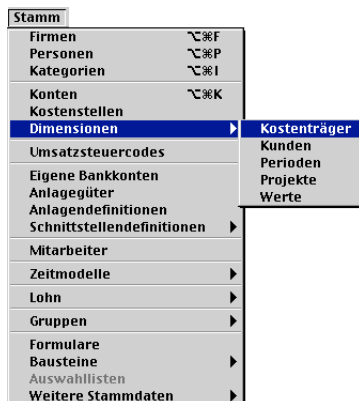 Stamm
Firmen ⌥⌘F
Personen ⌥⌘P
Kategorien ⌥⌘I
Konten ⌥⌘K
Kostenstellen
Dimensionen
Kostenträger
Kunden
Perioden
Projekte
Werte
Umsatzsteuercodes
Eigene Bankkonten
Anlagegüter
Anlagendefinitionen
Schnittstellendefinitionen
Mitarbeiter
Zeitmodelle
Lohn
Gruppen
Formulare
Bausteine
Auswahllisten
Weitere Stammdaten